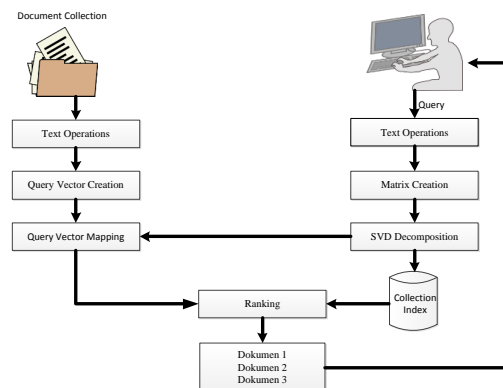 Document Collection
Query
Text Operations
Text Operations
Query Vector Creation
Matrix Creation
Query Vector Mapping
SVD Decomposition
Ranking
Collection
Index
Dokumen 1
Dokumen 2
Dokumen 3